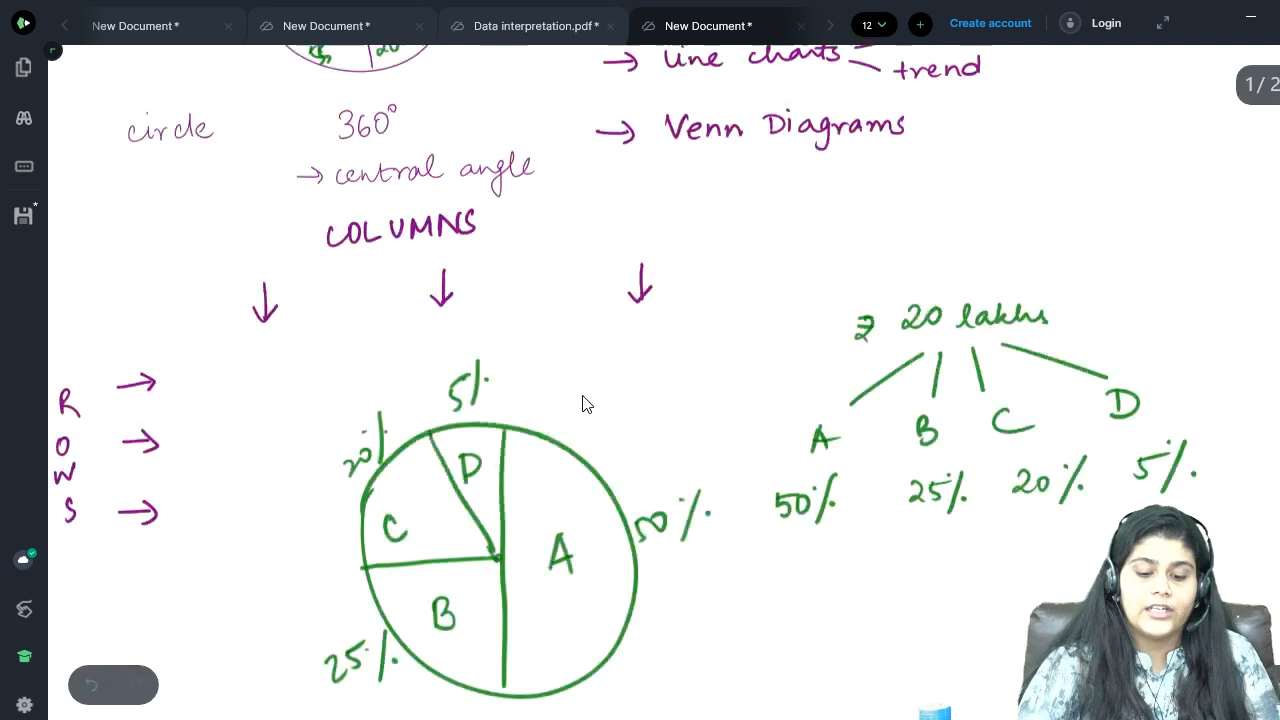 New Document *
New Document *
Data interpretation.pdf *
New Document *
12
Create account
Login
1 / 2
20
→ line charts
trend
circle 360°
→ Venn Diagrams
→ central angle
COLUMNS
₹ 20 lakhs
A B C D
50% 25% 20% 5%
R
O
W
S
5%
20%
D
C
A
50%
B
25%